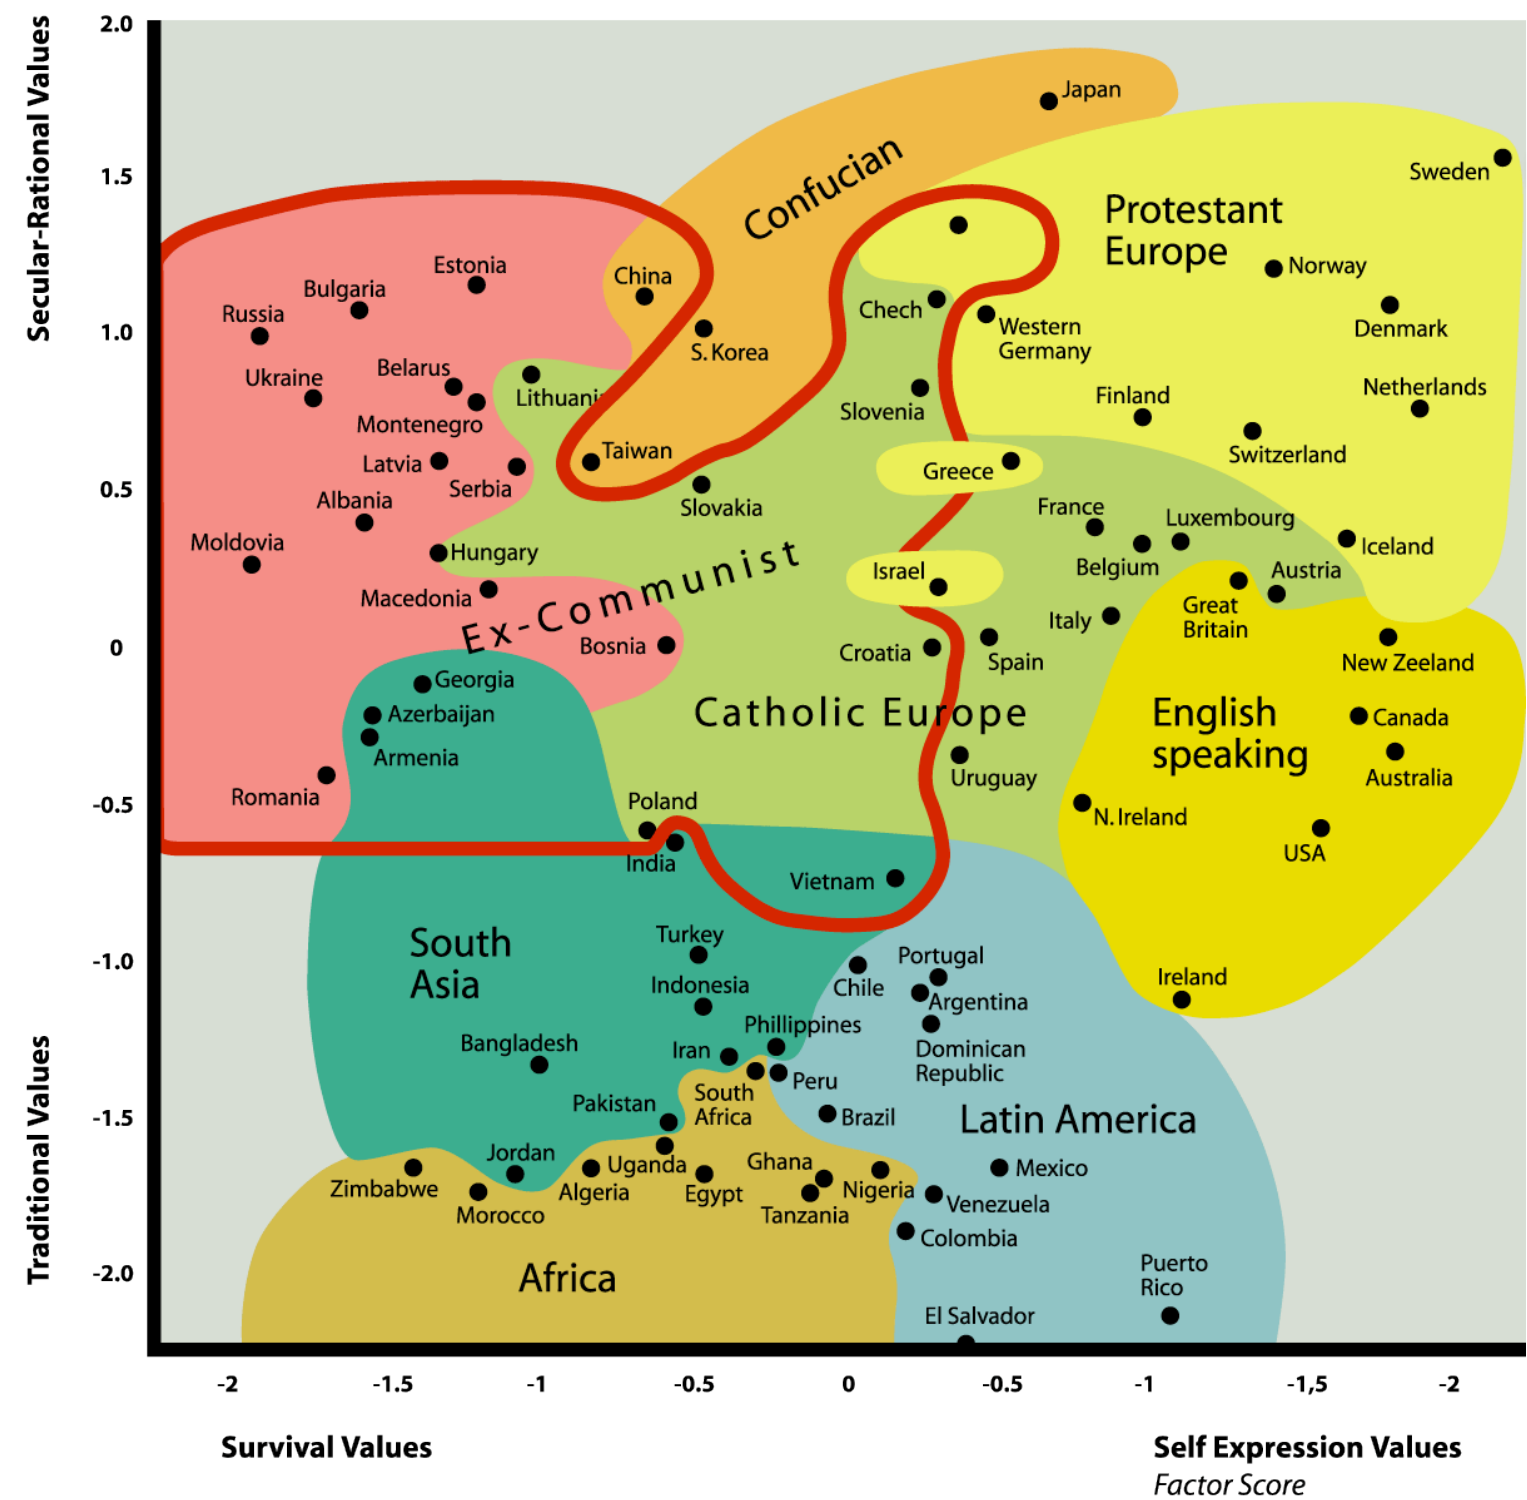 Secular-Rational Values
Traditional Values
2.0
1.5
1.0
0.5
0
-0.5
-1.0
-1.5
-2.0
Japan
Confucian
Sweden
Protestant
Europe
Norway
Estonia
China
Bulgaria
Russia
Chech
Denmark
Western
Germany
S. Korea
Belarus
Ukraine
Lithuania
Montenegro
Slovenia
Finland
Netherlands
Taiwan
Latvia
Serbia
Greece
Switzerland
Albania
Slovakia
France
Luxembourg
Moldovia
Hungary
Iceland
Belgium
Israel
Austria
Macedonia
Ex-Communist
Great
Britain
Italy
Bosnia
Croatia
Spain
New Zeeland
Georgia
Azerbaijan
Catholic Europe
English
speaking
Canada
Armenia
Uruguay
Australia
Romania
Poland
N. Ireland
India
USA
Vietnam
South
Asia
Turkey
Portugal
Indonesia
Chile
Ireland
Argentina
Phillippines
Bangladesh
Iran
Dominican
Republic
Peru
South
Africa
Pakistan
Brazil
Latin America
Jordan
Uganda
Ghana
Mexico
Zimbabwe
Algeria
Egypt
Nigeria
Morocco
Tanzania
Venezuela
Colombia
Africa
Puerto
Rico
El Salvador
-2
-1.5
-1
-0.5
0
-0.5
-1
-1,5
-2
Survival Values
Self Expression Values
Factor Score